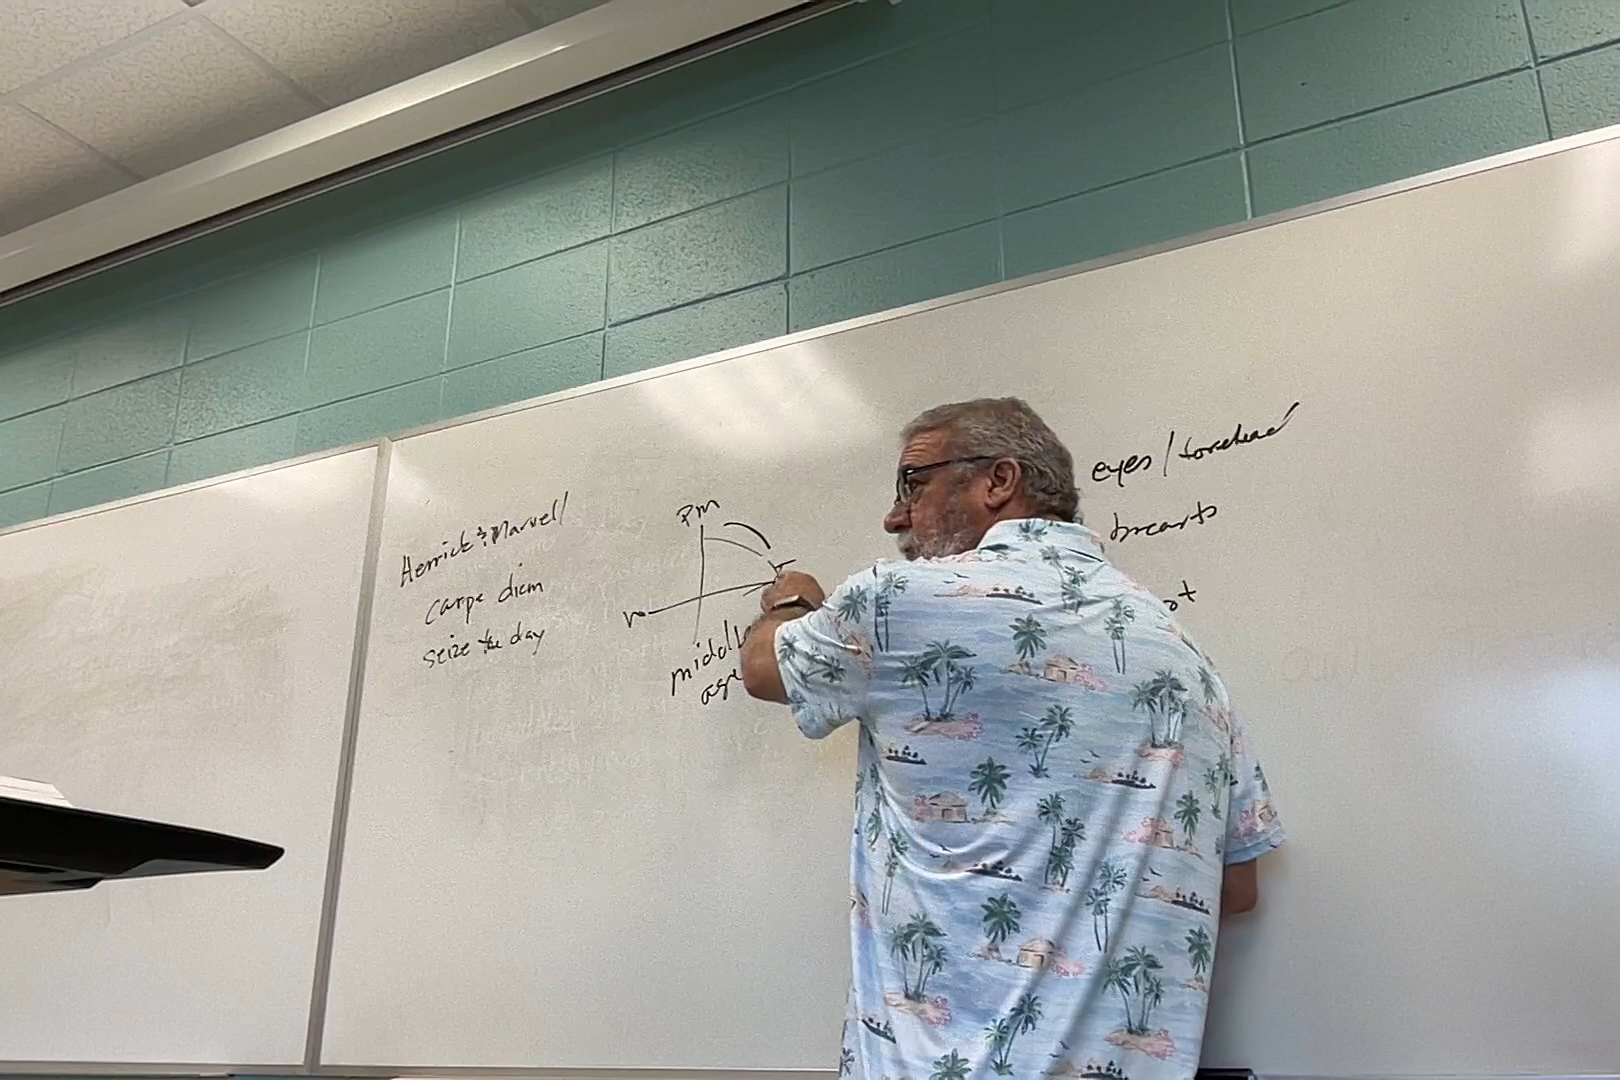 Herrick & Marvell
carpe diem
seize the day
PM
middle
age
eyes / forehead
breasts